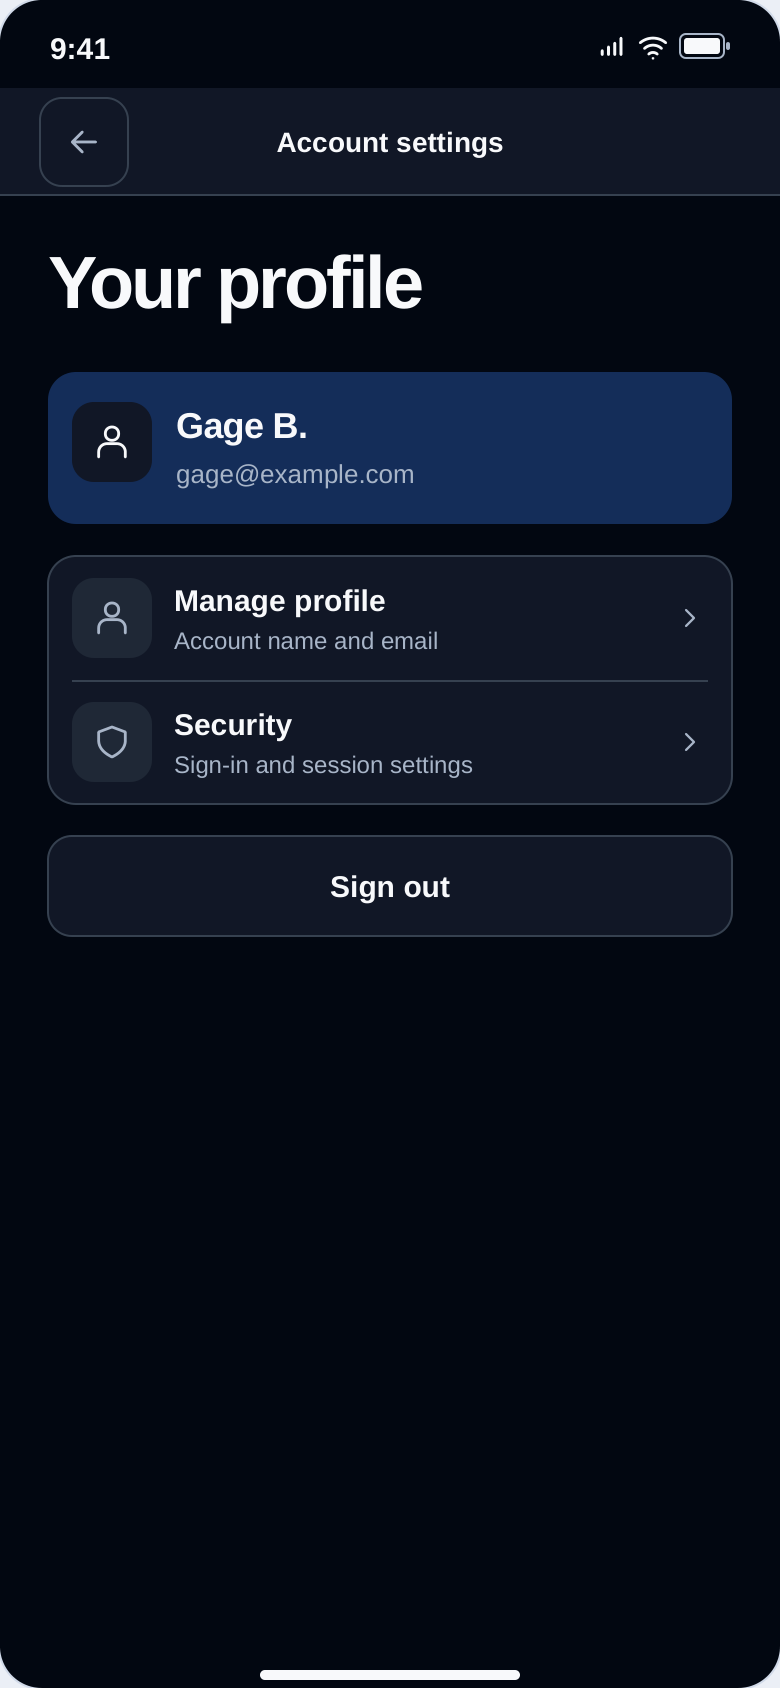 9:41
Account settings
Your profile
Gage B.
gage@example.com
Manage profile
Account name and email
Security
Sign-in and session settings
Sign out